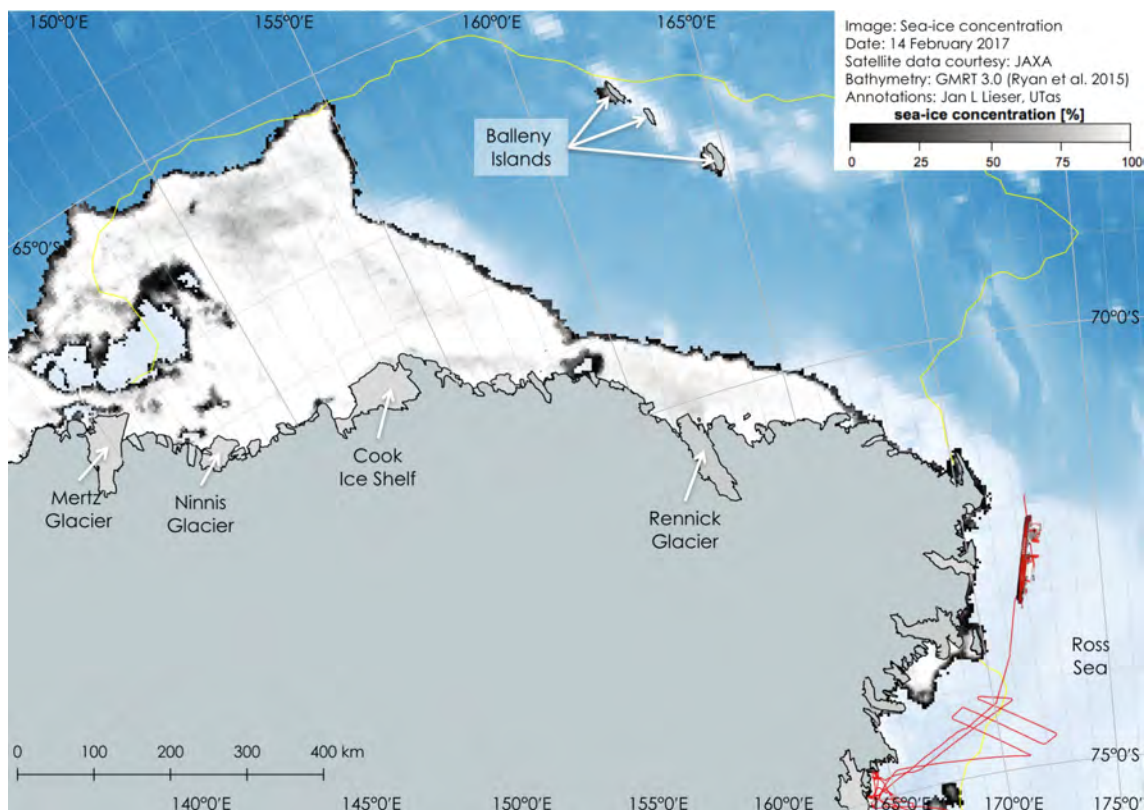 150°0'E
155°0'E
160°0'E
165°0'E
Image: Sea-ice concentration
Date: 14 February 2017
Satellite data courtesy: JAXA
Bathymetry: GMRT 3.0 (Ryan et al. 2015)
Annotations: Jan L Lieser, UTas
sea-ice concentration [%]
0 25 50 75 100
Balleny
Islands
65°0'S
70°0'S
Mertz
Glacier
Ninnis
Glacier
Cook
Ice Shelf
Rennick
Glacier
Ross
Sea
0 100 200 300 400 km
75°0'S
140°0'E
145°0'E
150°0'E
155°0'E
160°0'E
165°0'E
170°0'E
175°0